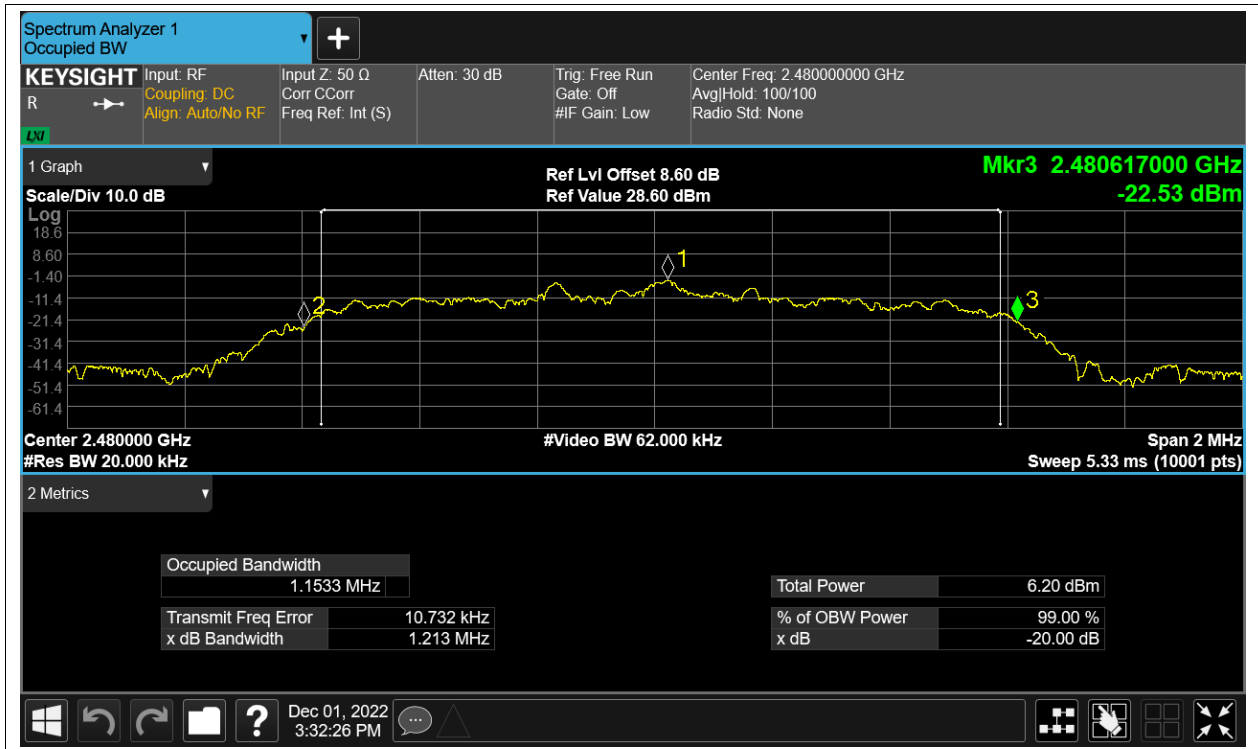 Spectrum Analyzer 1
Occupied BW
KEYSIGHT
R
LXI
Input: RF
Coupling: DC
Align: Auto/No RF
Input Z: 50 Ω
Corr CCorr
Freq Ref: Int (S)
Atten: 30 dB
Trig: Free Run
Gate: Off
#IF Gain: Low
Center Freq: 2.480000000 GHz
Avg|Hold: 100/100
Radio Std: None
1 Graph
Scale/Div 10.0 dB
Ref Lvl Offset 8.60 dB
Ref Value 28.60 dBm
Mkr3 2.480617000 GHz
-22.53 dBm
Log
18.6
8.60
-1.40
-11.4
-21.4
-31.4
-41.4
-51.4
-61.4
1
2
3
Center 2.480000 GHz
#Res BW 20.000 kHz
#Video BW 62.000 kHz
Span 2 MHz
Sweep 5.33 ms (10001 pts)
2 Metrics
Occupied Bandwidth
1.1533 MHz
Transmit Freq Error 10.732 kHz
x dB Bandwidth 1.213 MHz
Total Power 6.20 dBm
% of OBW Power 99.00 %
x dB -20.00 dB
?
Dec 01, 2022
3:32:26 PM